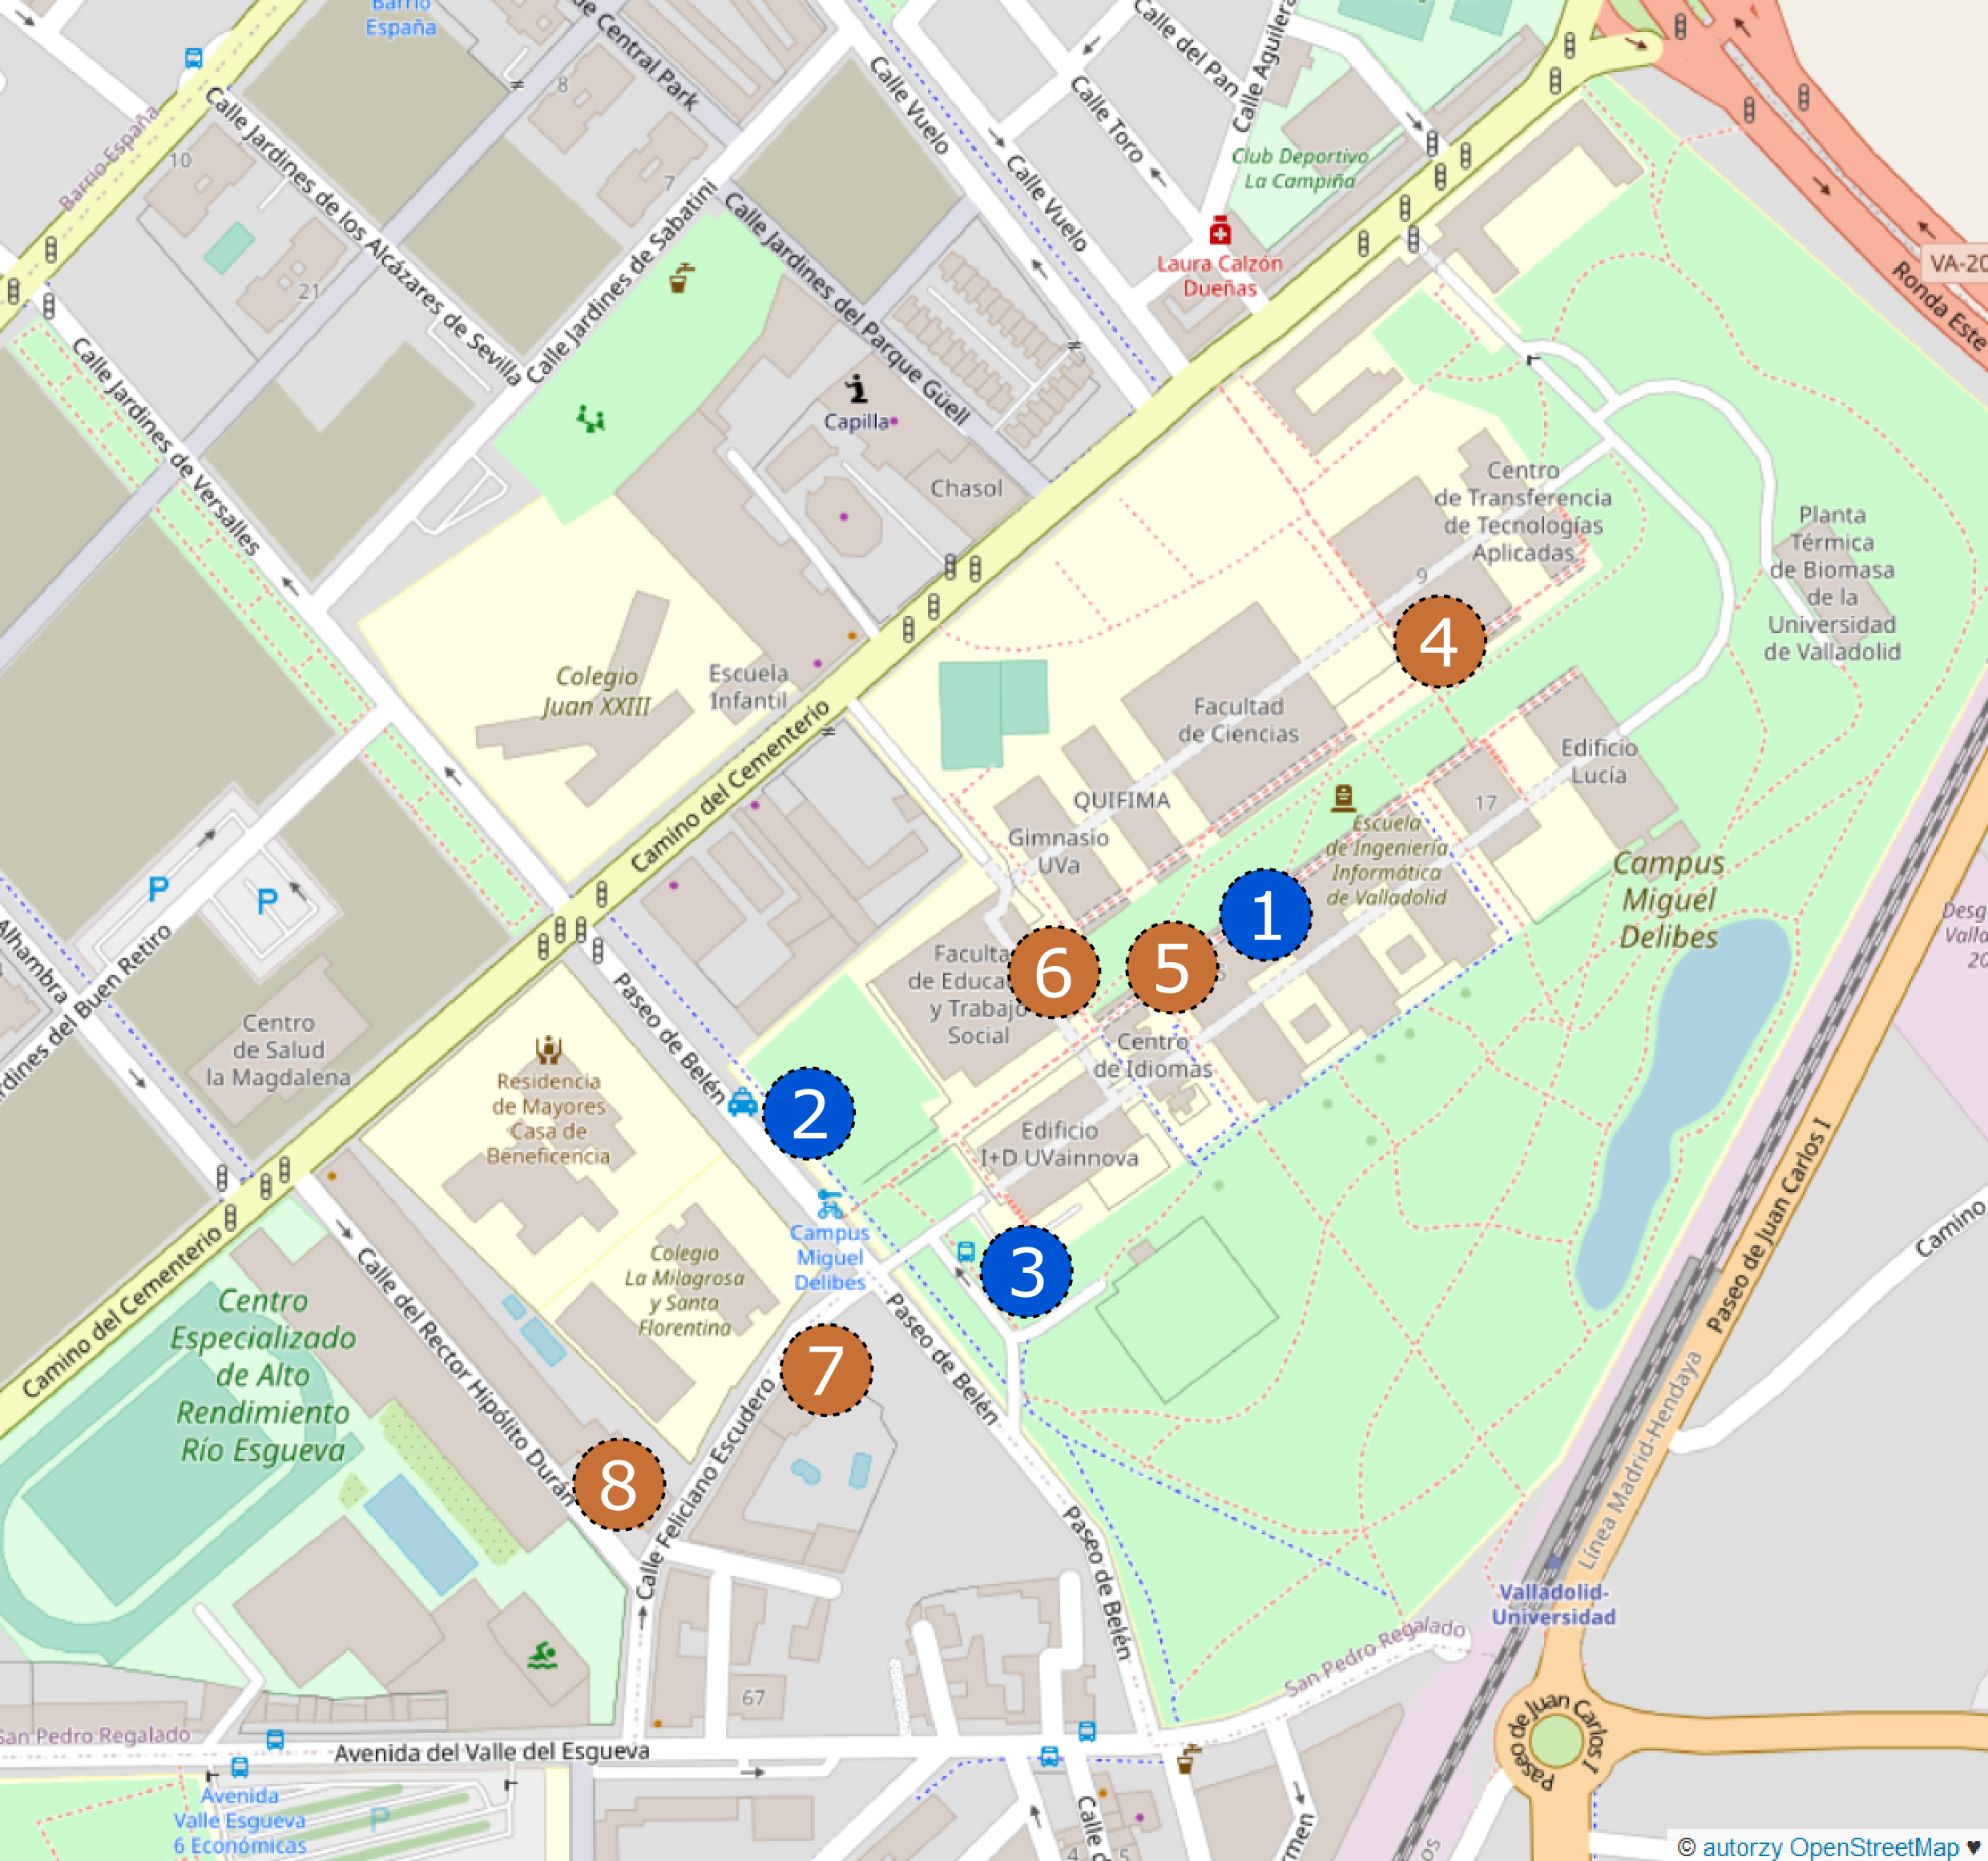 Barrio
España
de Central Park
Calle del Pan
Calle Aguilera
Calle Vuelo
Calle Toro
8
Calle Jardines de los Alcázares de Sevilla
Barrio España
10
7
Club Deportivo
La Campiña
Calle Vuelo
Calle Jardines de Sabatini
Calle Jardines del Parque Güell
Laura Calzón
Dueñas
VA-20
21
Ronda Este
Calle Jardines de Versalles
Capilla
Chasol
Centro
de Transferencia
de Tecnologías
Aplicadas
9
Planta
Térmica
de Biomasa
de la
Universidad
de Valladolid
4
Colegio
Juan XXIII
Escuela
Infantil
Facultad
de Ciencias
Edificio
Lucía
Camino del Cementerio
QUIFIMA
17
Gimnasio
UVa
Escuela
de Ingeniería
Informática
de Valladolid
Campus
Miguel
Delibes
P
P
1
6
5
Facultad
de Educa
y Trabajo
Social
Alhambra
Jardines del Buen Retiro
Paseo de Belén
Centro
de Salud
la Magdalena
Centro
de Idiomas
Residencia
de Mayores
Casa de
Beneficencia
2
Edificio
I+D UVainnova
Paseo de Juan Carlos I
Camino
Campus
Miguel
Delibes
3
Colegio
La Milagrosa
y Santa
Florentina
Camino del Cementerio
Calle del Rector Hipólito Durán
Centro
Especializado
de Alto
Rendimiento
Río Esgueva
Paseo de Belén
7
Calle Feliciano Escudero
8
Línea Madrid-Hendaya
Paseo de Belén
Valladolid-
Universidad
San Pedro Regalado
67
San Pedro Regalado
Avenida del Valle del Esgueva
Paseo de Juan Carlos I
Avenida
Valle Esgueva
6 Económicas
P
Calle d
4
5
men
© autorzy OpenStreetMap ♥